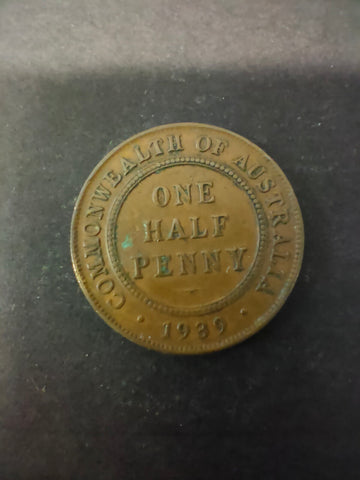 COMMONWEALTH OF AUSTRALIA
ONE
HALF
PENNY
· 1939 ·